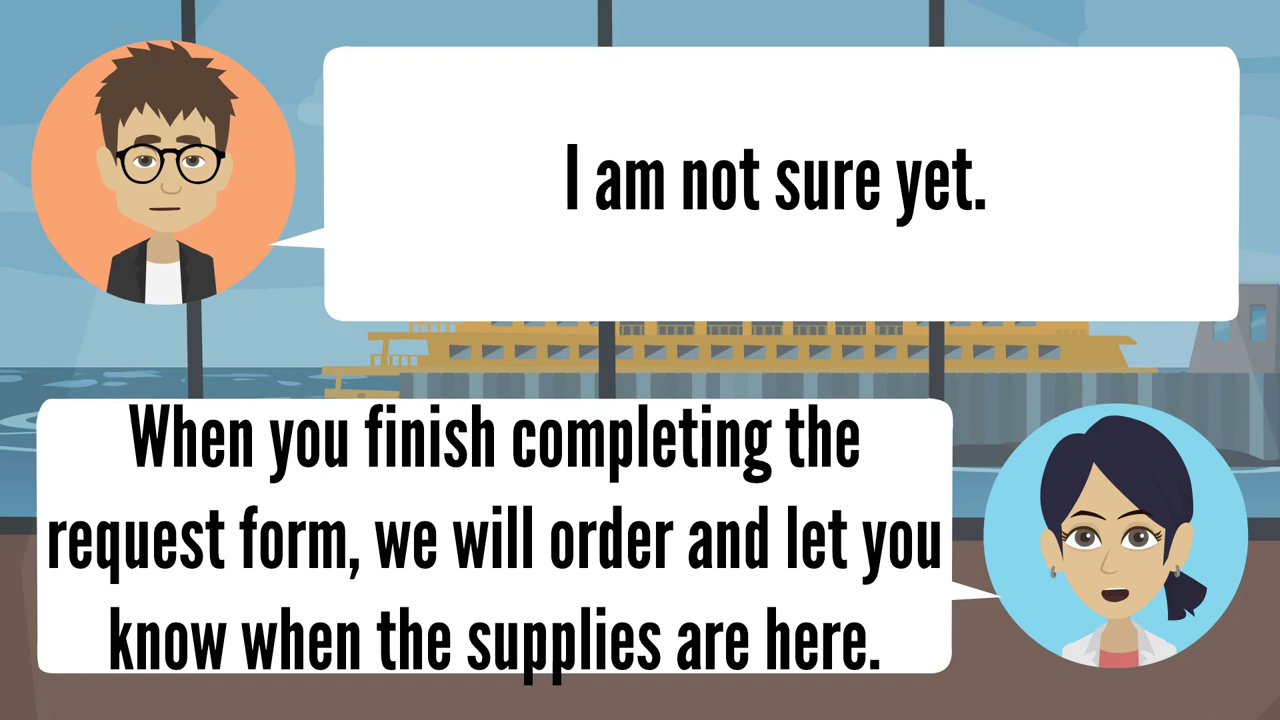 I am not sure yet.
When you finish completing the
request form, we will order and let you
know when the supplies are here.